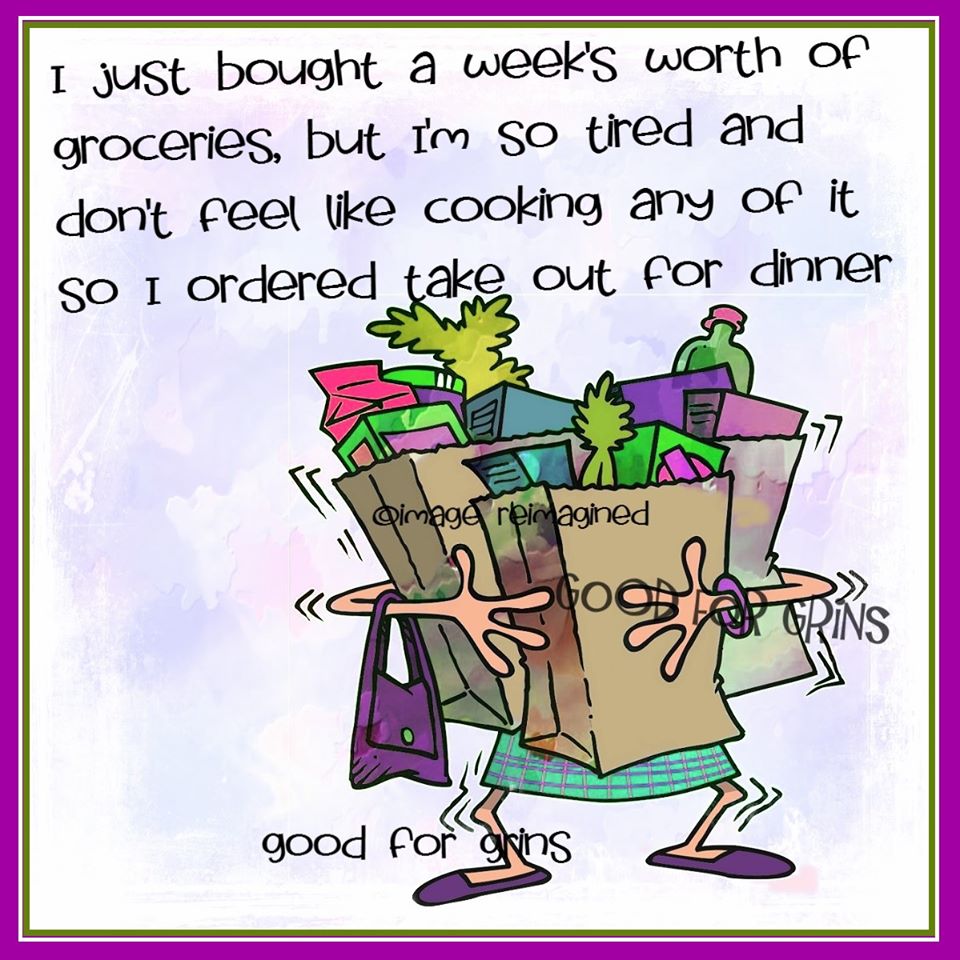 I just bought a week's worth of
groceries, but I'm so tired and
don't feel like cooking any of it
so I ordered take out for dinner
@image reimagined
GOOD FOR GRINS
good for grins